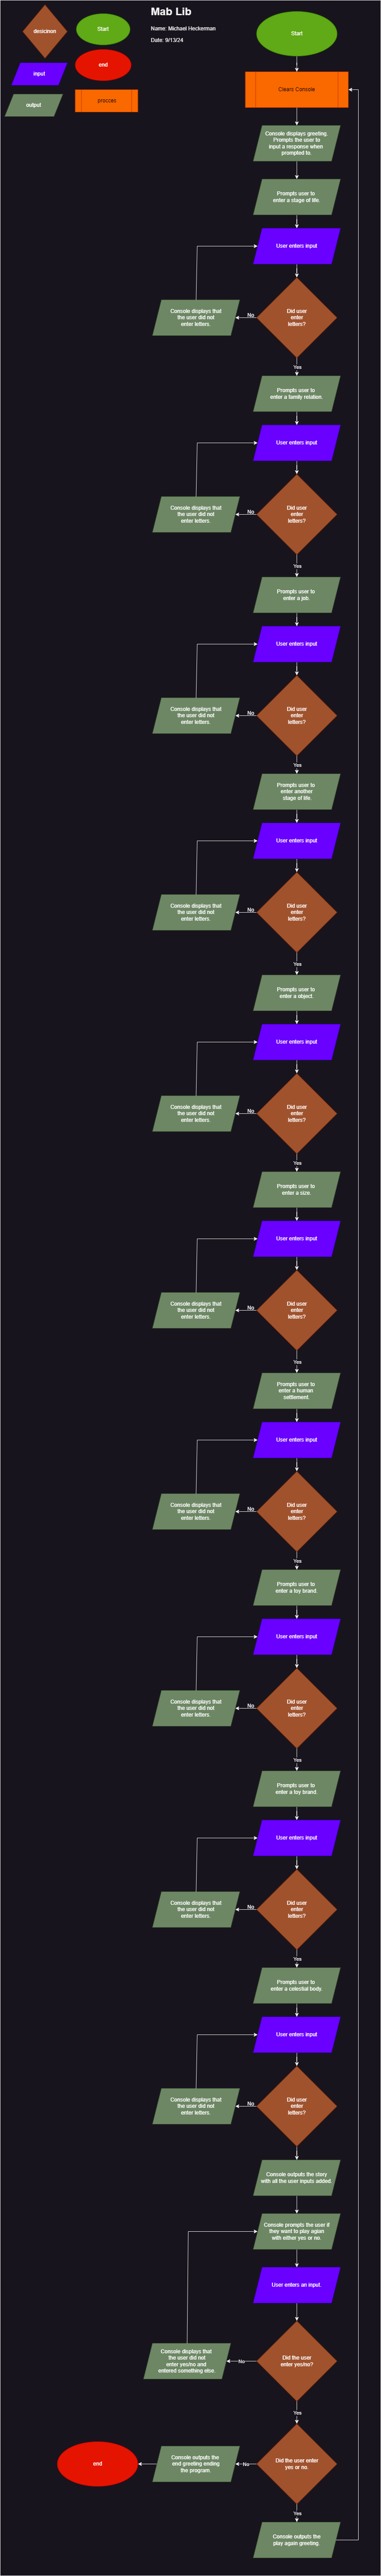 Mab Lib
Name: Michael Heckerman
Date: 9/13/24
desicinon
Start
input
end
output
procces
Start
Clears Console
Console displays greeting.
Prompts the user to
input a response when
prompted to.
Prompts user to
enter a stage of life.
User enters input
Did user
enter
letters?
No
Console displays that
the user did not
enter letters.
Yes
Prompts user to
enter a family relation.
User enters input
Did user
enter
letters?
No
Console displays that
the user did not
enter letters.
Yes
Prompts user to
enter a job.
User enters input
Did user
enter
letters?
No
Console displays that
the user did not
enter letters.
Yes
Prompts user to
enter another
stage of life.
User enters input
Did user
enter
letters?
No
Console displays that
the user did not
enter letters.
Yes
Prompts user to
enter a object.
User enters input
Did user
enter
letters?
No
Console displays that
the user did not
enter letters.
Yes
Prompts user to
enter a size.
User enters input
Did user
enter
letters?
No
Console displays that
the user did not
enter letters.
Yes
Prompts user to
enter a human
settlement.
User enters input
Did user
enter
letters?
No
Console displays that
the user did not
enter letters.
Yes
Prompts user to
enter a toy brand.
User enters input
Did user
enter
letters?
No
Console displays that
the user did not
enter letters.
Yes
Prompts user to
enter a toy brand.
User enters input
Did user
enter
letters?
No
Console displays that
the user did not
enter letters.
Yes
Prompts user to
enter a celestial body.
User enters input
Did user
enter
letters?
No
Console displays that
the user did not
enter letters.
Yes
Console outputs the story
with all the user inputs added.
Console prompts the user if
they want to play agian
with either yes or no.
User enters an input.
Did the user
enter yes/no?
No
Console displays that
the user did not
enter yes/no and
entered something else.
Yes
Did the user enter
yes or no.
No
Console outputs the
end greeting ending
the program.
end
Yes
Console outputs the
play again greeting.